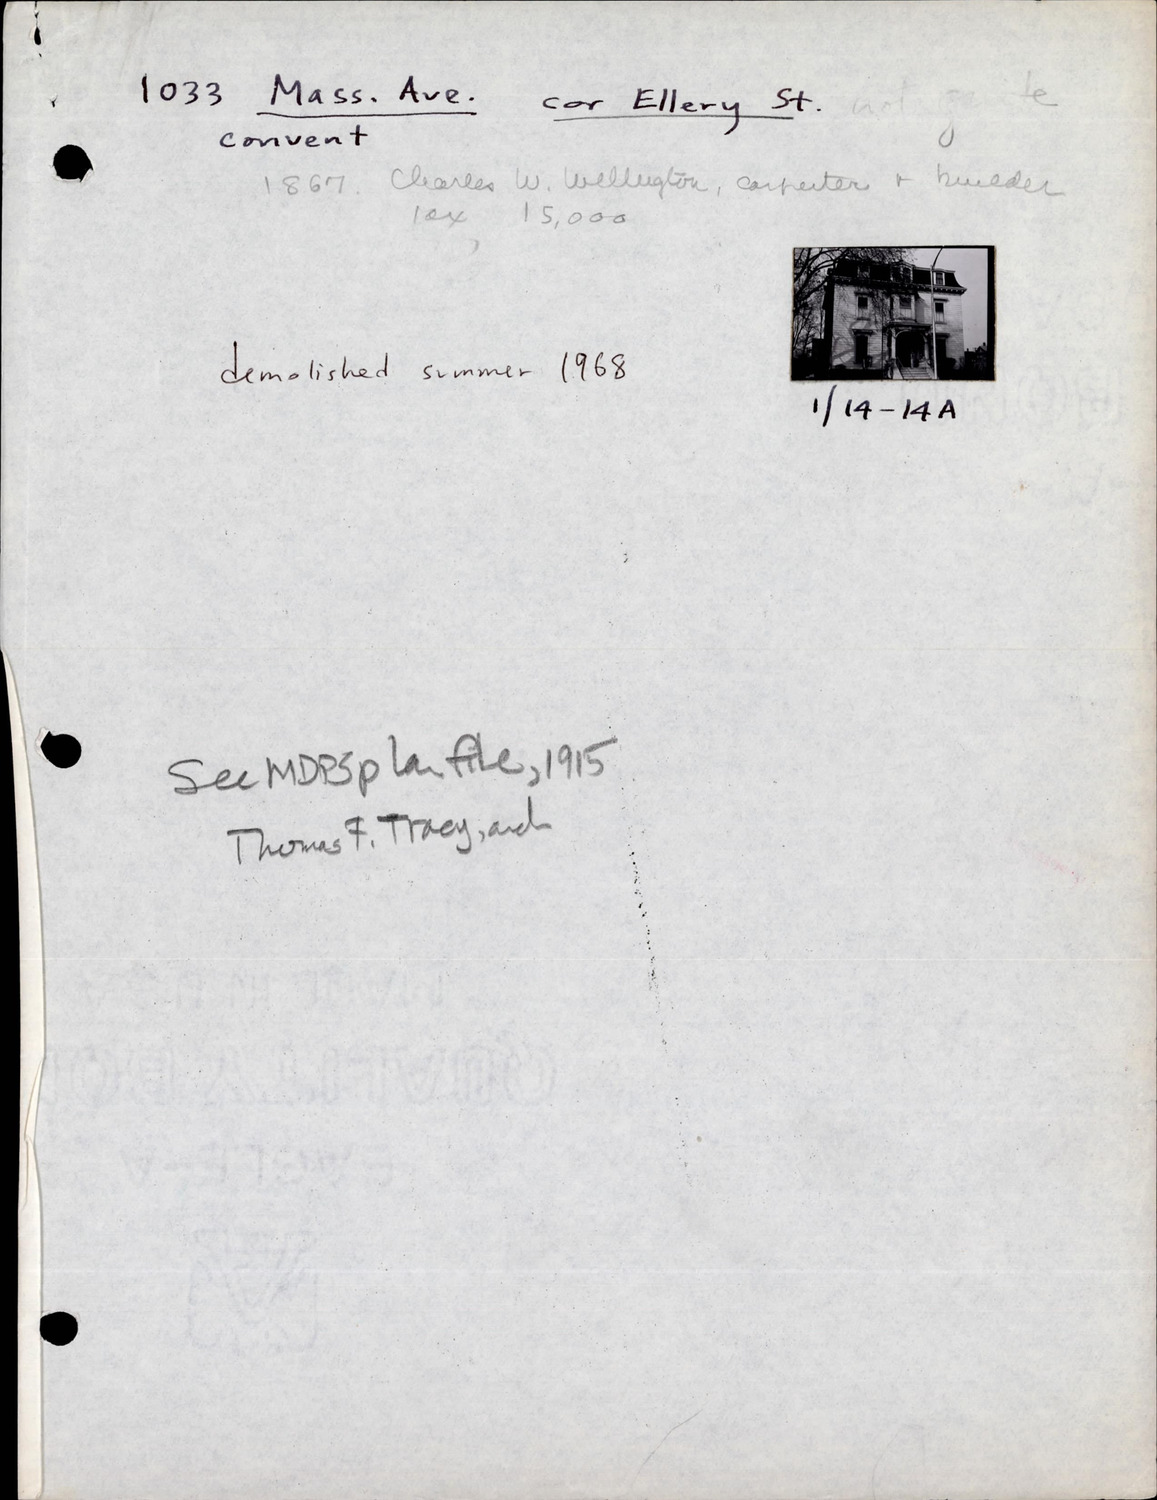 1033 Mass. Ave. cor Ellery St. not
convent
1867. Charles W. Wellington, carpenter + builder
tax 15,000
demolished summer 1968
1/14-14A
See MDPS plan file, 1915
Thomas F. Tracy, arch